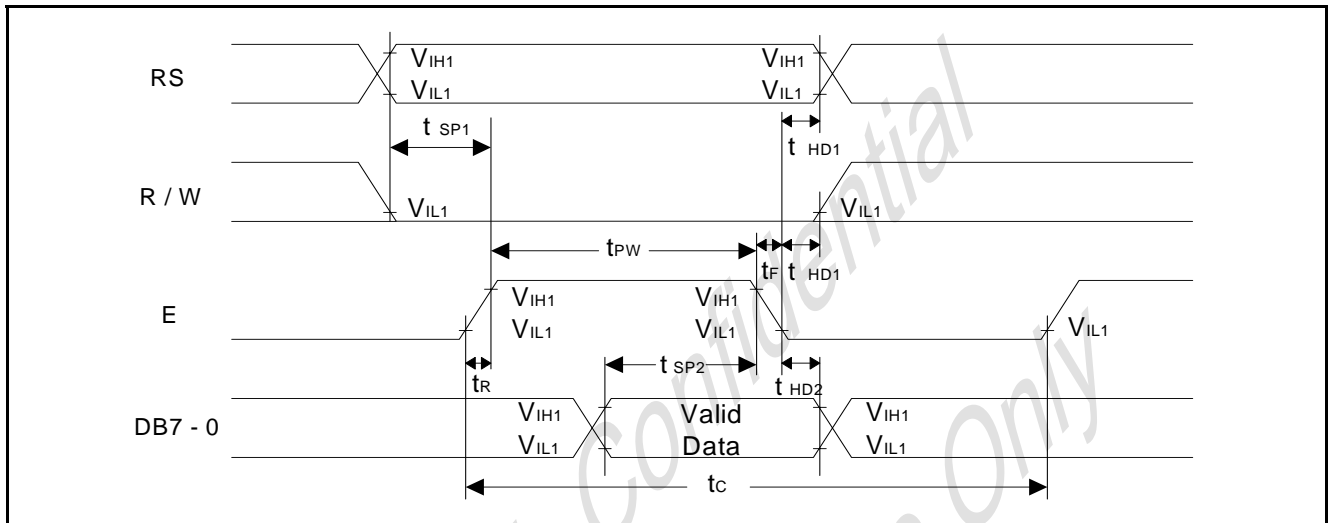 RS
VIH1 VIH1
VIL1 VIL1
t SP1
t HD1
R / W
VIL1 VIL1
tPW
tF t HD1
E
VIH1 VIH1
VIL1 VIL1 VIL1
tR
t SP2
t HD2
DB7 - 0
VIH1 Valid VIH1
VIL1 Data VIL1
tC
Confidential
Only